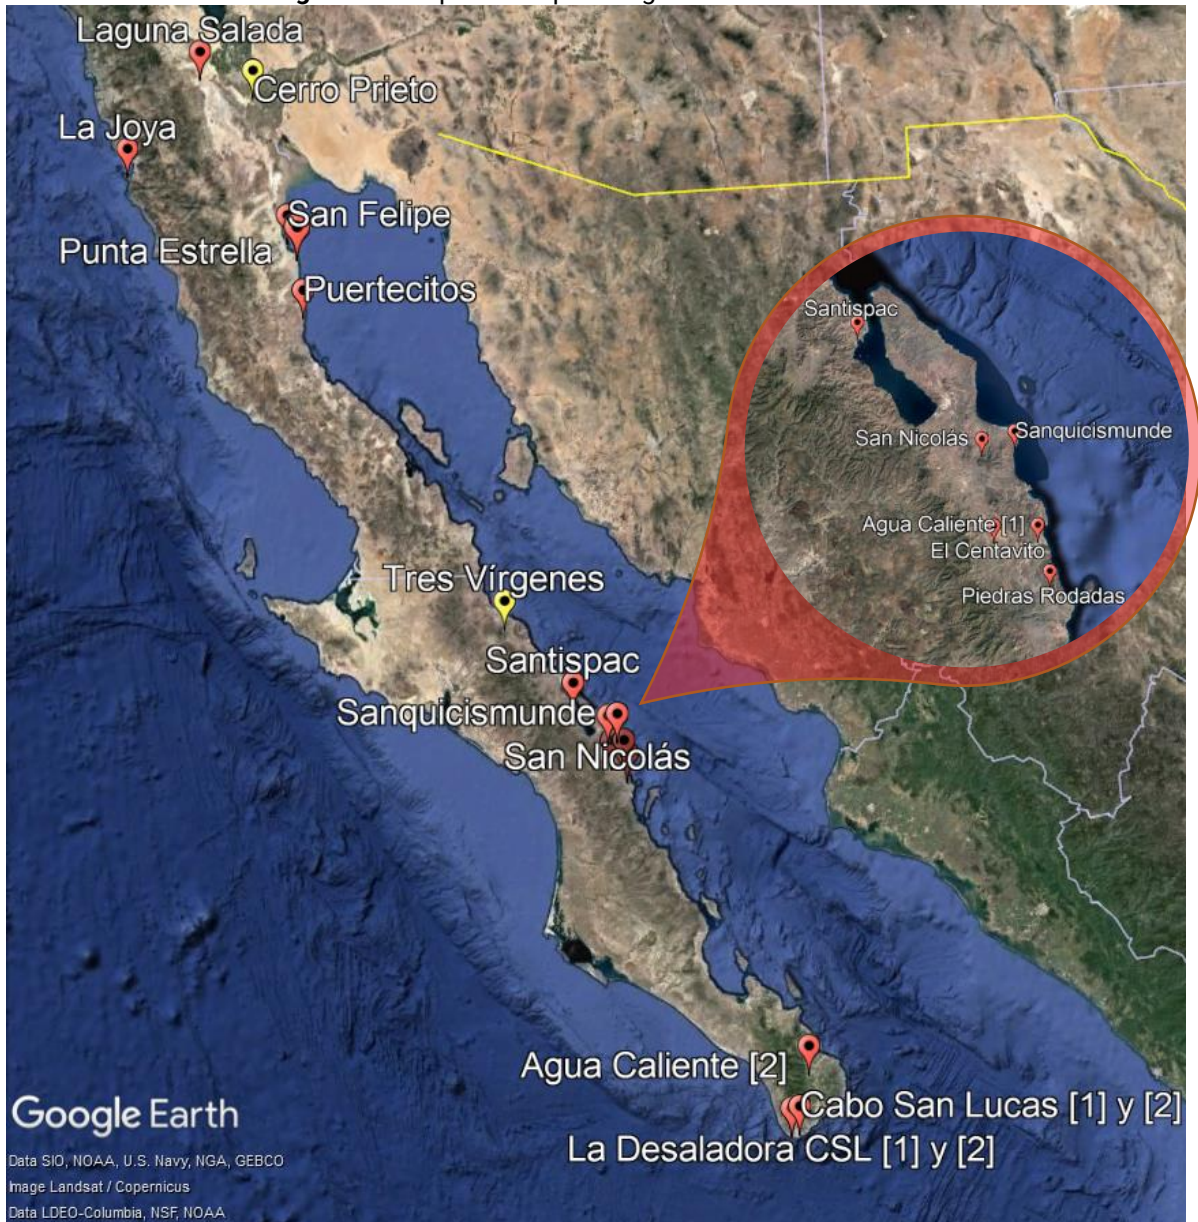 Laguna Salada
Cerro Prieto
La Joya
San Felipe
Punta Estrella
Puertecitos
Santispac
San Nicolás
Sanquicismunde
Agua Caliente [1]
El Centavito
Piedras Rodadas
Tres Vírgenes
Santispac
Sanquicismunde
San Nicolás
Agua Caliente [2]
Cabo San Lucas [1] y [2]
La Desaladora CSL [1] y [2]
Google Earth
Data SIO, NOAA, U.S. Navy, NGA, GEBCO
Image Landsat / Copernicus
Data LDEO-Columbia, NSF, NOAA